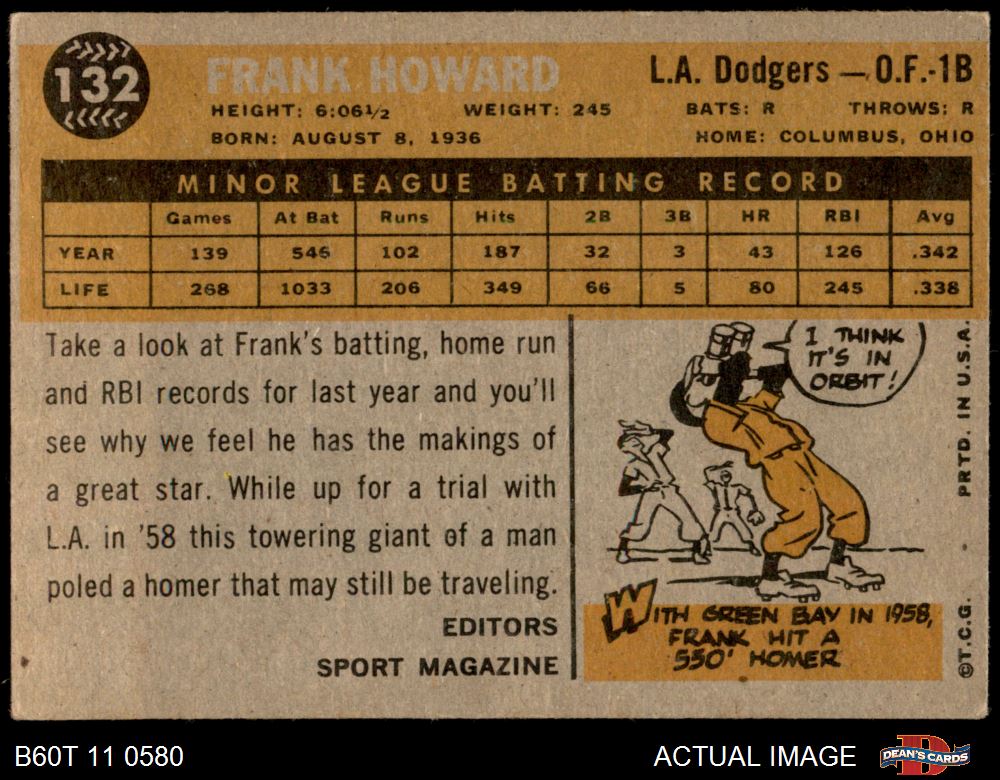 132
FRANK HOWARD
L.A. Dodgers — O.F.-1B
HEIGHT: 6:06½ WEIGHT: 245 BATS: R THROWS: R
BORN: AUGUST 8, 1936 HOME: COLUMBUS, OHIO
MINOR LEAGUE BATTING RECORD
Games At Bat Runs Hits 2B 3B HR RBI Avg
YEAR 139 546 102 187 32 3 43 126 .342
LIFE 268 1033 206 349 66 5 80 245 .338
Take a look at Frank's batting, home run
and RBI records for last year and you'll
see why we feel he has the makings of
a great star. While up for a trial with
L.A. in '58 this towering giant of a man
poled a homer that may still be traveling.
EDITORS
SPORT MAGAZINE
I THINK
IT'S IN
ORBIT!
WITH GREEN BAY IN 1958,
FRANK HIT A
550' HOMER
©T.C.G. PRTD. IN U.S.A.
B60T 11 0580
ACTUAL IMAGE
D
DEAN'S CARDS